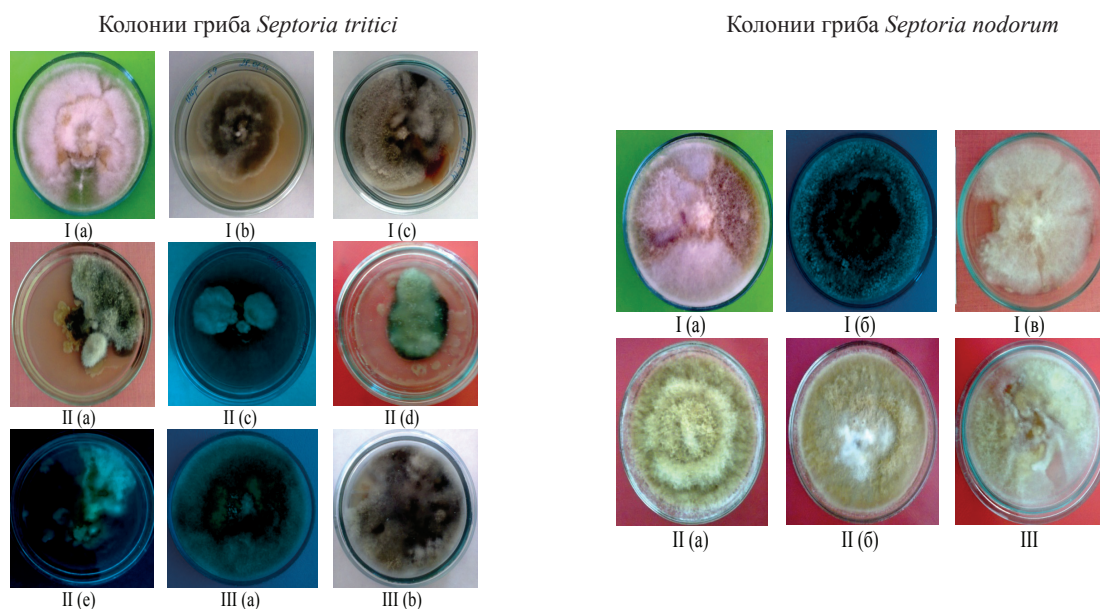 Колонии гриба Septoria tritici
I (a)
I (b)
I (c)
II (a)
II (c)
II (d)
II (e)
III (a)
III (b)
Колонии гриба Septoria nodorum
I (а)
I (б)
I (в)
II (а)
II (б)
III